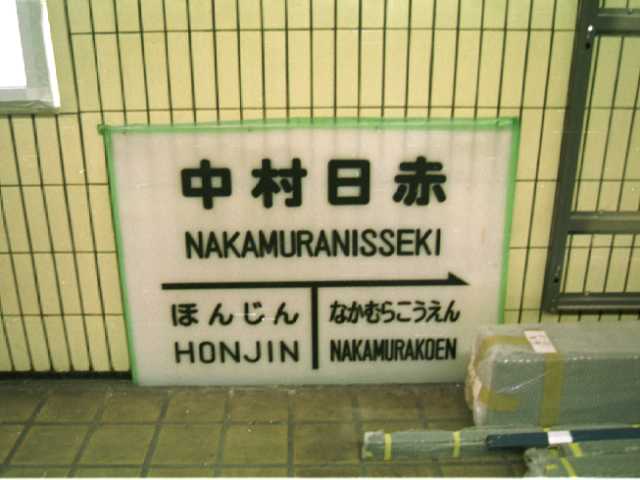 中村日赤
NAKAMURANISSEKI
ほんじん なかむらこうえん
HONJIN NAKAMURAKOEN